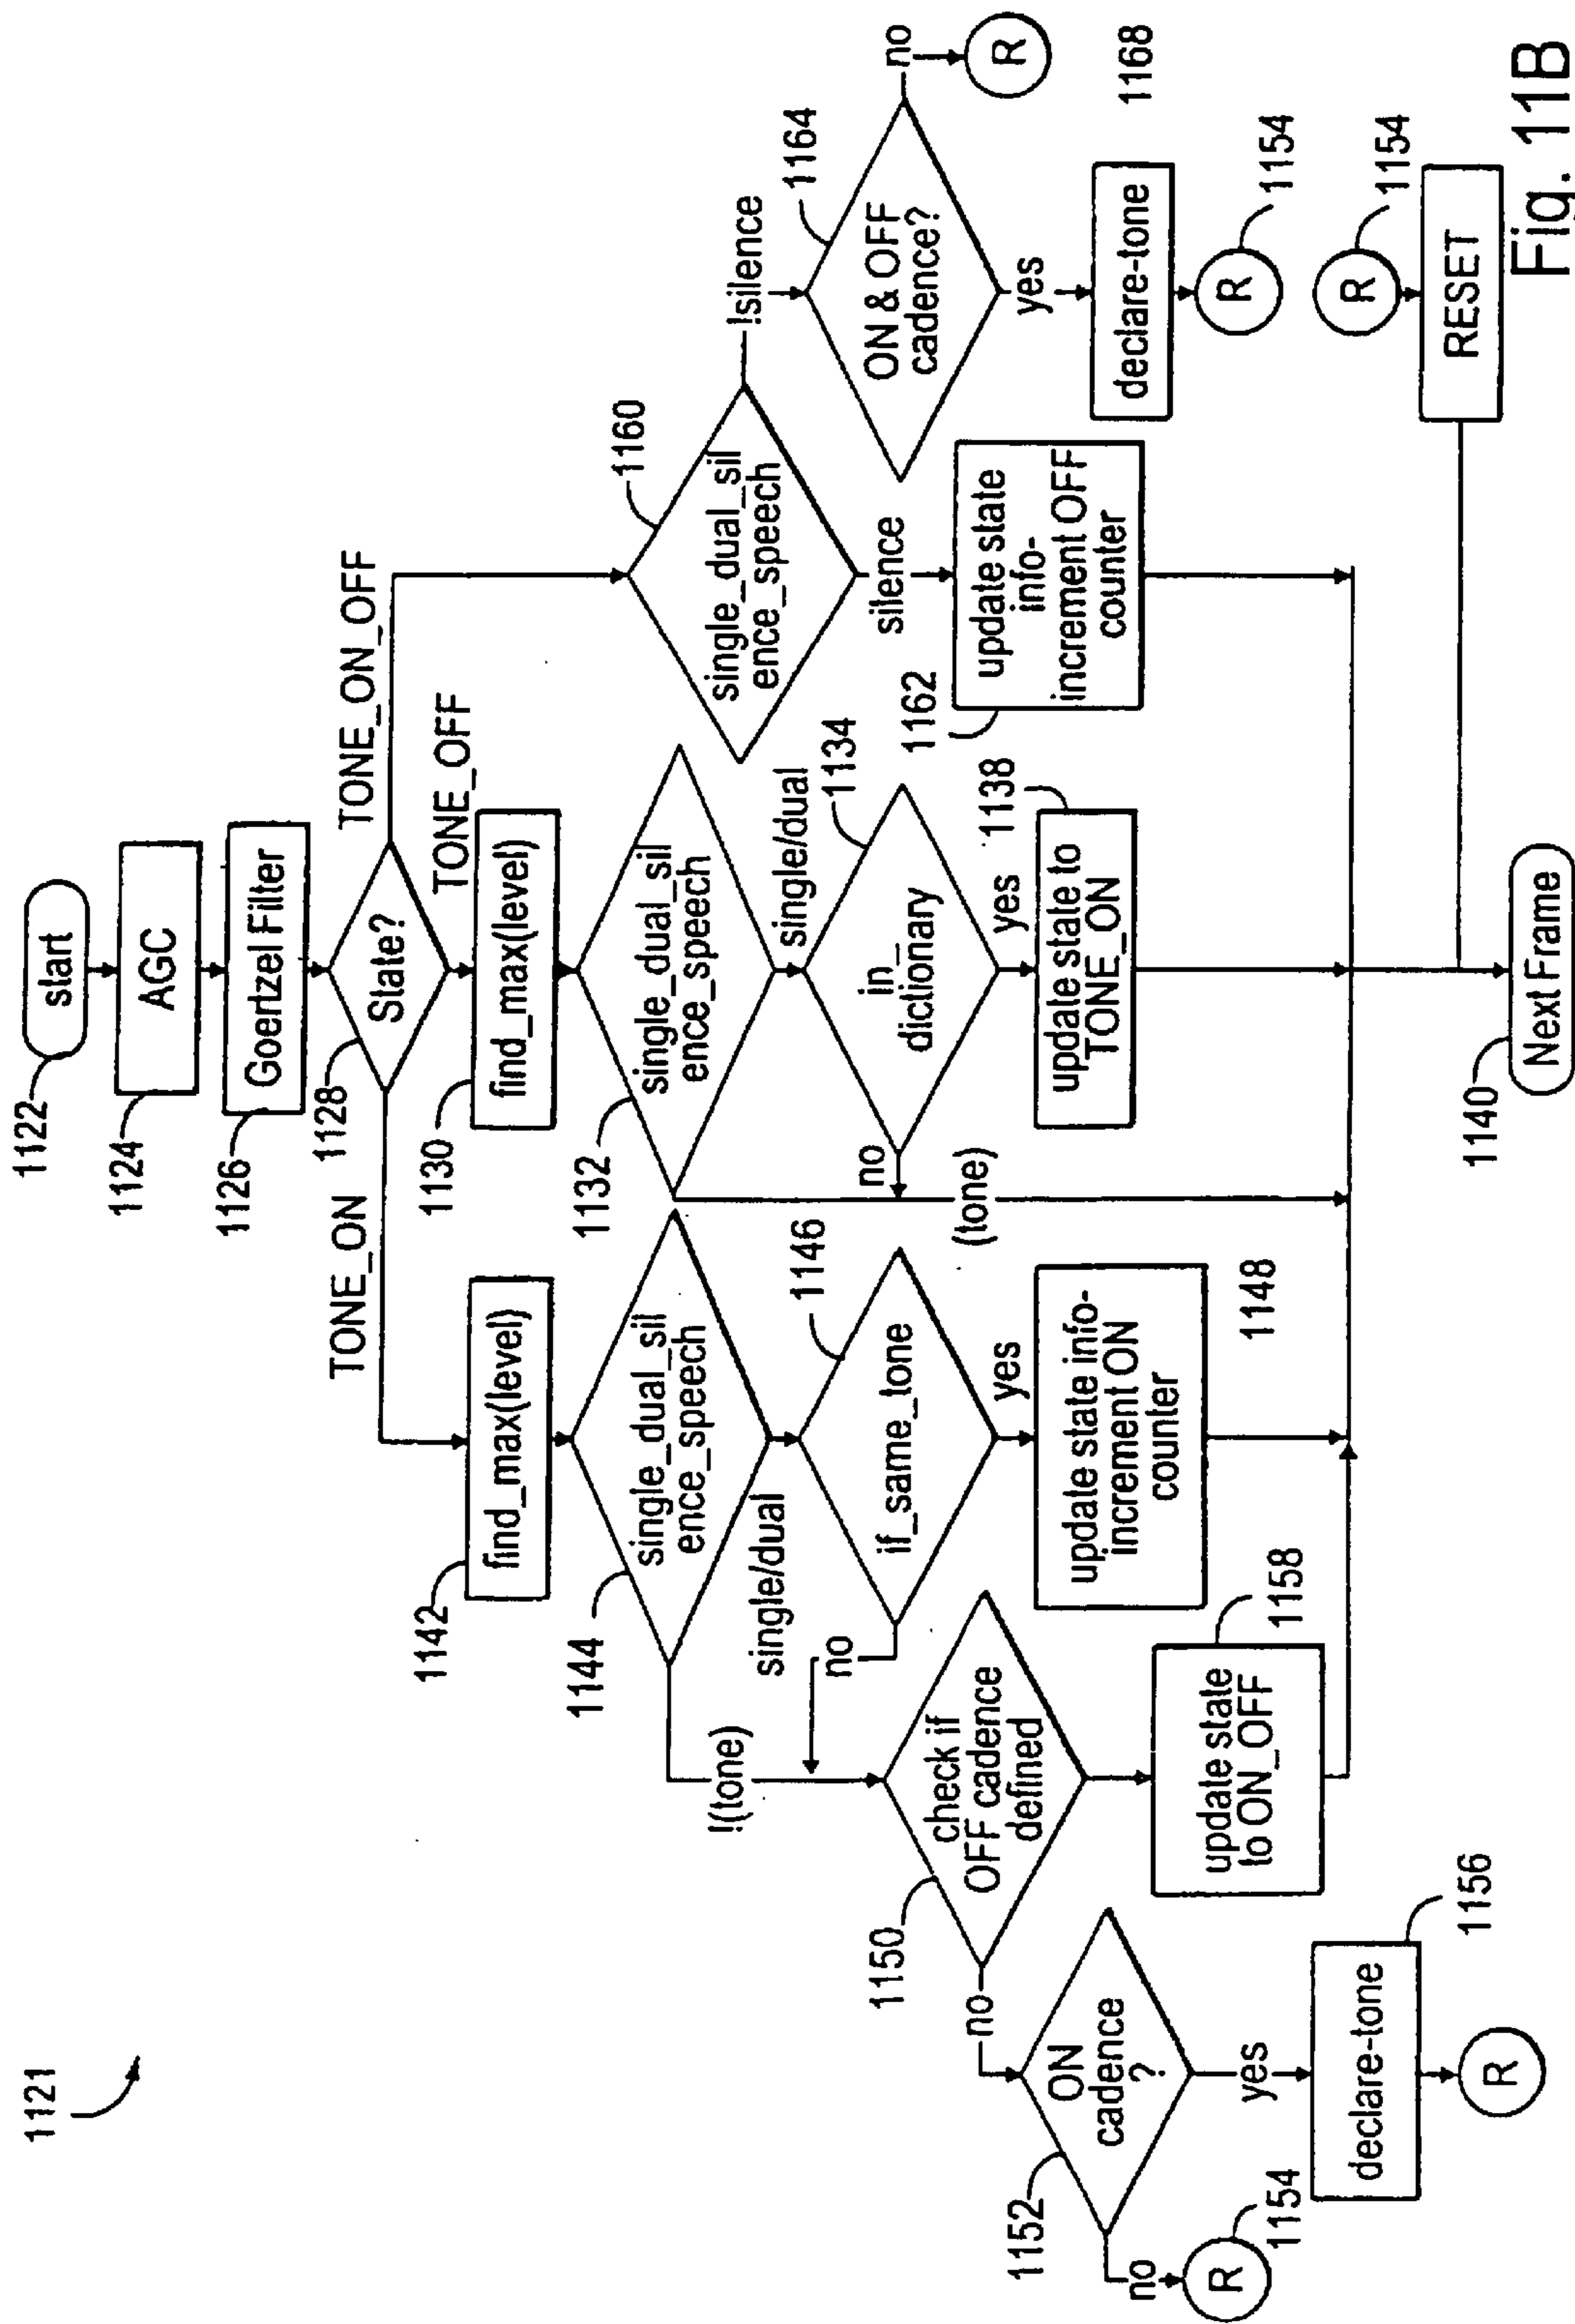 1121
1122
start
1124
AGC
1126
Goertzel Filter
1128
State?
TONE_ON
TONE_ON_OFF
TONE_OFF
1142
find_max(level)
1130
find_max(level)
1144
single_dual_sil
ence_speech
1132
single_dual_sil
ence_speech
1160
single_dual_sil
ence_speech
!(tone)
single/dual
single/dual
silence
!silence
1146
if_same_tone
no
yes
1134
in_
dictionary
no
yes
(tone)
1164
ON & OFF
cadence?
no
R
yes
1168
1150
check if
OFF cadence
defined
no
update state info-
increment ON
counter
1148
1138
update state to
TONE_ON
1162
update state
info-
increment OFF
counter
declare-tone
R
1154
1152
ON
cadence
?
no
R
1154
yes
1158
update state
to ON_OFF
1156
declare-tone
R
R
1154
RESET
1140
Next Frame
Fig. 11B